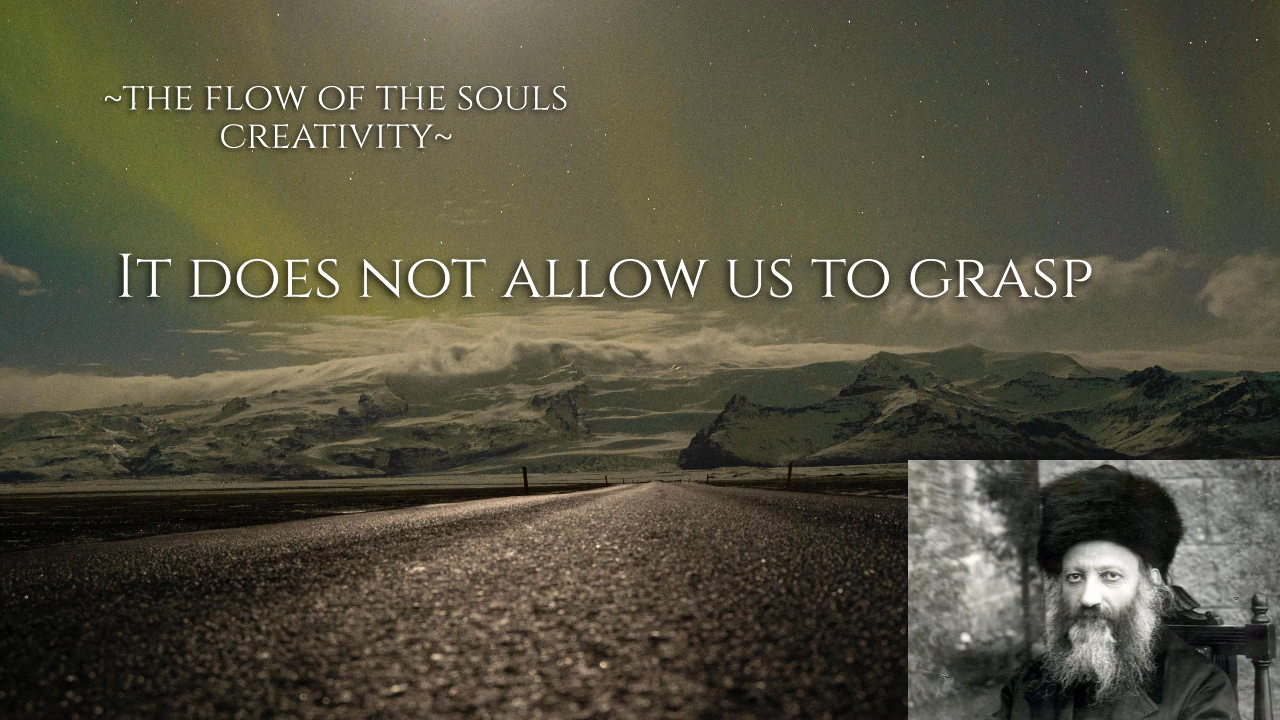 ~THE FLOW OF THE SOULS
CREATIVITY~
IT DOES NOT ALLOW US TO GRASP